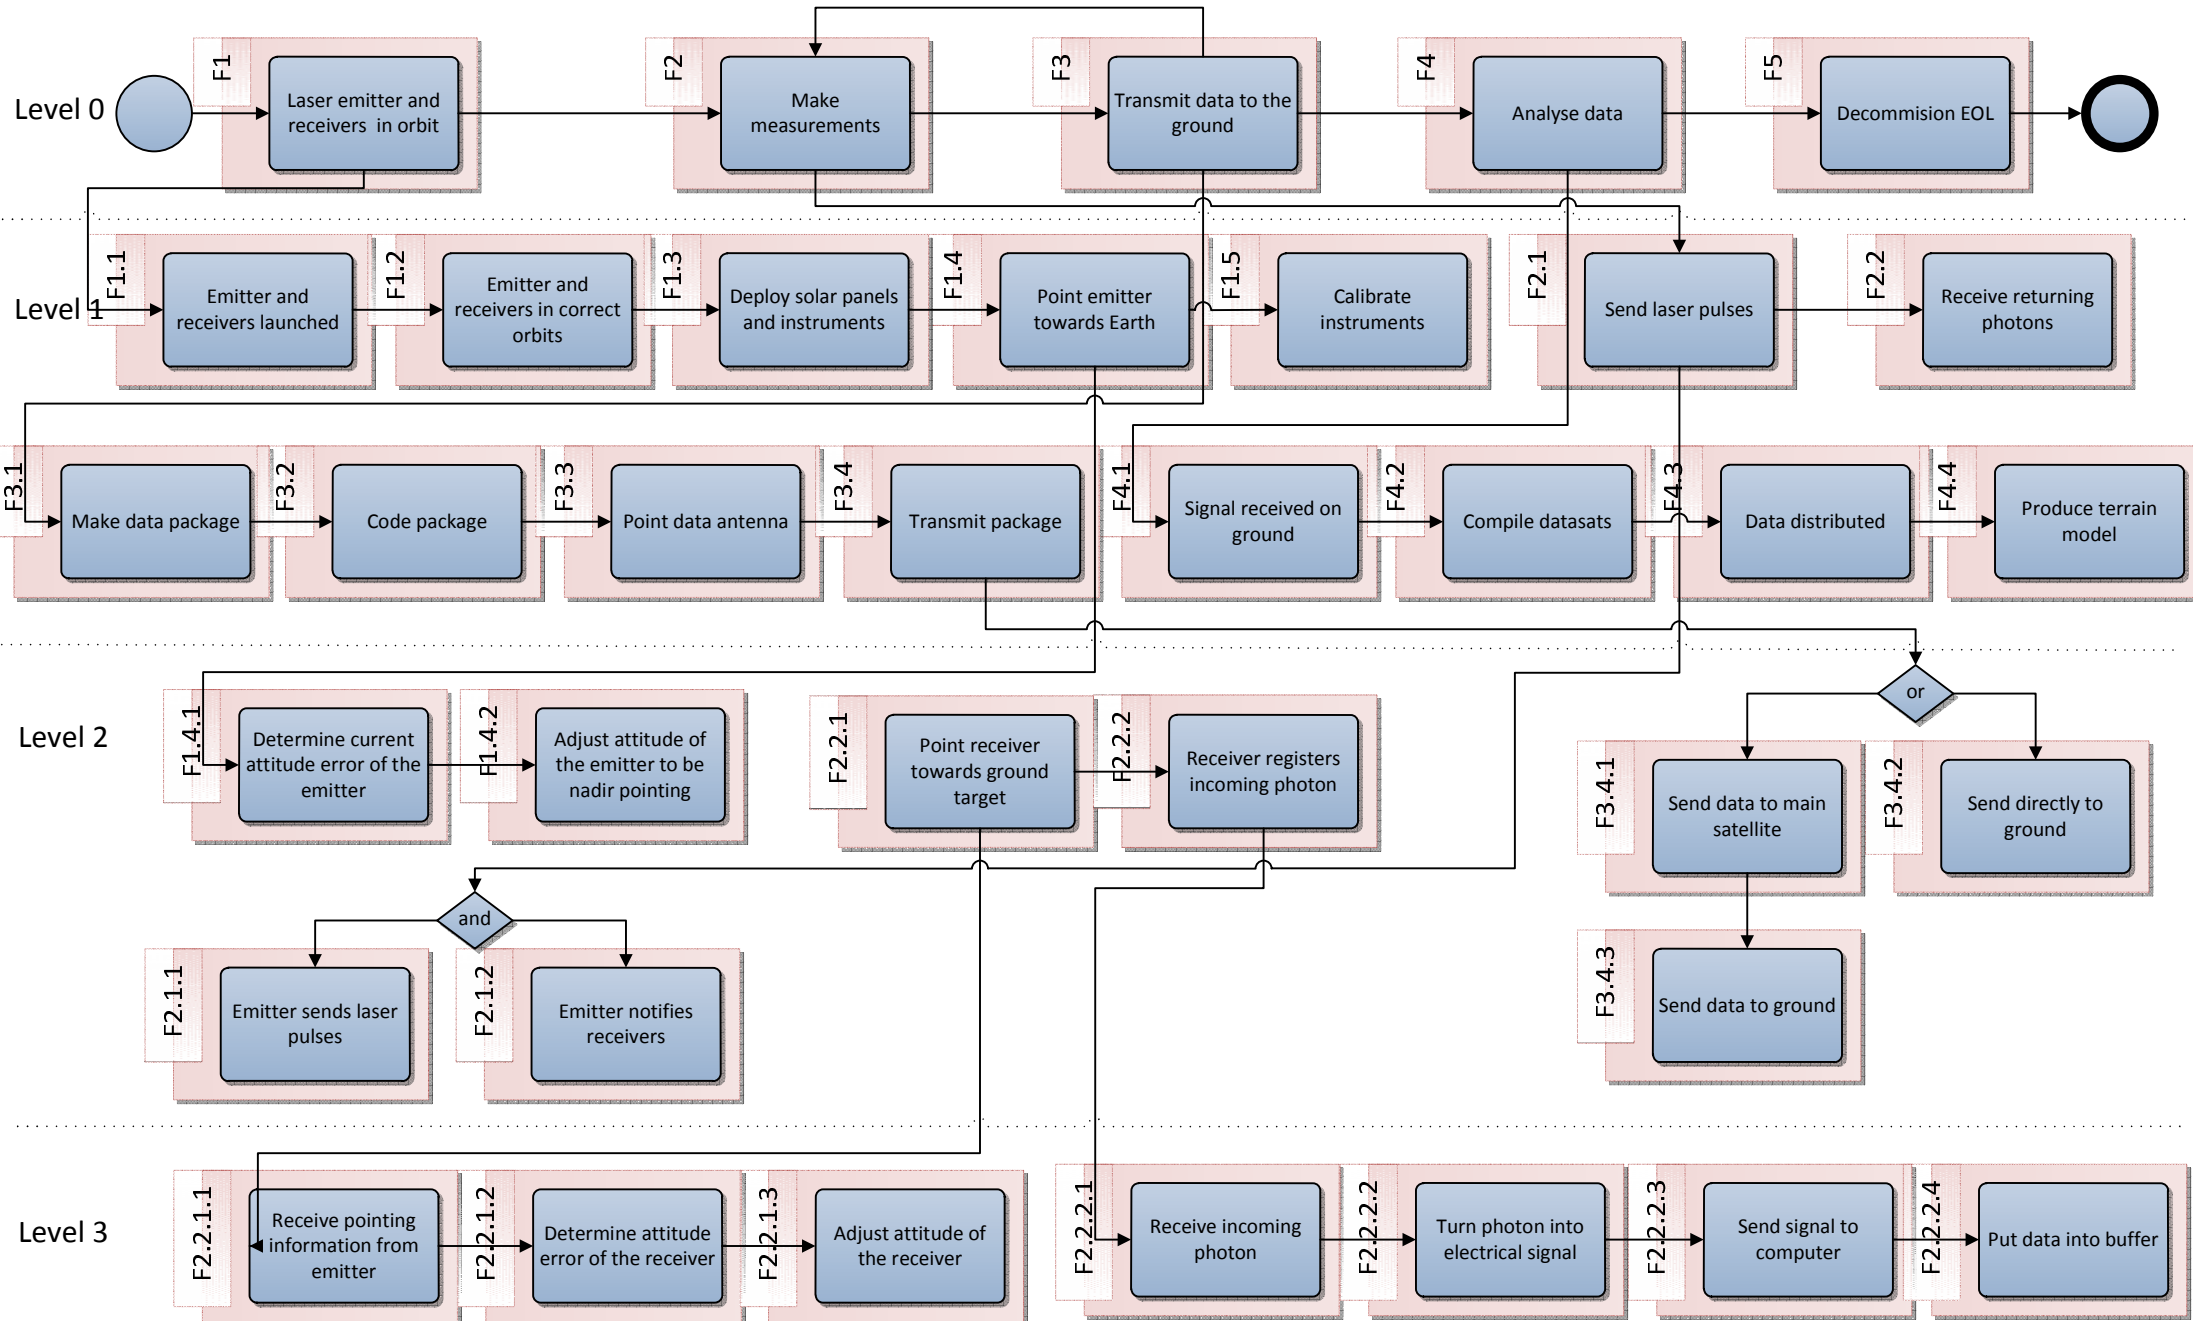 F1
F2
F3
F4
F5
Level 0
Laser emitter and
receivers in orbit
Make
measurements
Transmit data to the
ground
Analyse data
Decommision EOL
F1.1
F1.2
F1.3
F1.4
F1.5
F2.1
F2.2
Level 1
Emitter and
receivers launched
Emitter and
receivers in correct
orbits
Deploy solar panels
and instruments
Point emitter
towards Earth
Calibrate
instruments
Send laser pulses
Receive returning
photons
F3.1
F3.2
F3.3
F3.4
F4.1
F4.2
F4.3
F4.4
Make data package
Code package
Point data antenna
Transmit package
Signal received on
ground
Compile datasats
Data distributed
Produce terrain
model
Level 2
F1.4.1
Determine current
attitude error of the
emitter
F1.4.2
Adjust attitude of
the emitter to be
nadir pointing
F2.2.1
Point receiver
towards ground
target
F2.2.2
Receiver registers
incoming photon
or
F3.4.1
Send data to main
satellite
F3.4.2
Send directly to
ground
and
F2.1.1
Emitter sends laser
pulses
F2.1.2
Emitter notifies
receivers
F3.4.3
Send data to ground
Level 3
F2.2.1.1
Receive pointing
information from
emitter
F2.2.1.2
Determine attitude
error of the receiver
F2.2.1.3
Adjust attitude of
the receiver
F2.2.2.1
Receive incoming
photon
F2.2.2.2
Turn photon into
electrical signal
F2.2.2.3
Send signal to
computer
F2.2.2.4
Put data into buffer